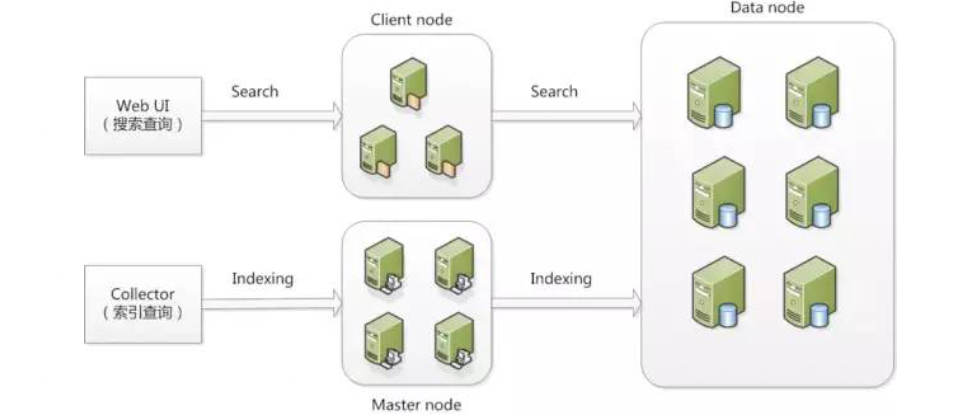 Client node
Data node
Web UI
（搜索查询）
Search
Search
Collector
（索引查询）
Indexing
Indexing
Master node